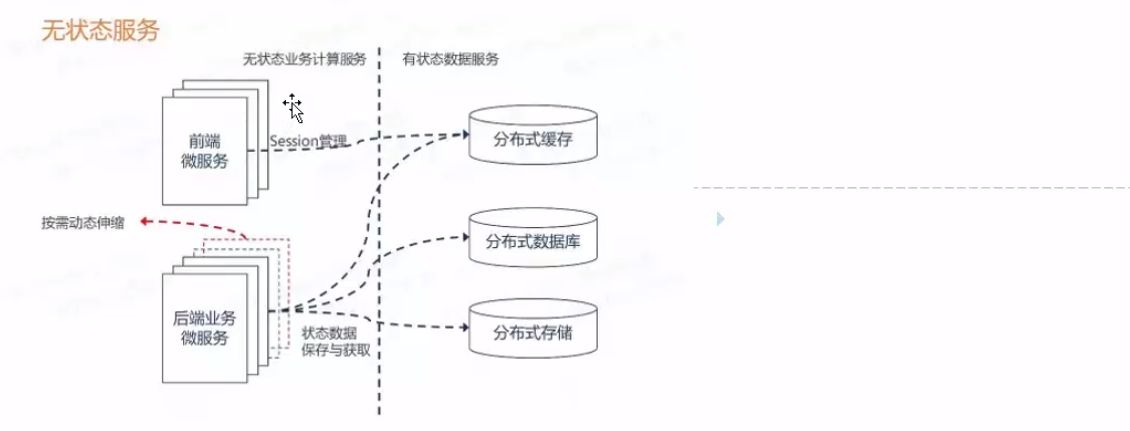 无状态服务
无状态业务计算服务
有状态数据服务
前端
微服务
Session管理
分布式缓存
按需动态伸缩
分布式数据库
后端业务
微服务
状态数据
保存与获取
分布式存储